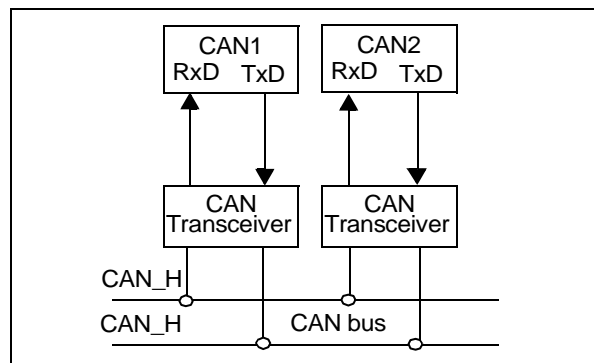 CAN1
RxD TxD
CAN2
RxD TxD
CAN
Transceiver
CAN
Transceiver
CAN_H
CAN_H
CAN bus